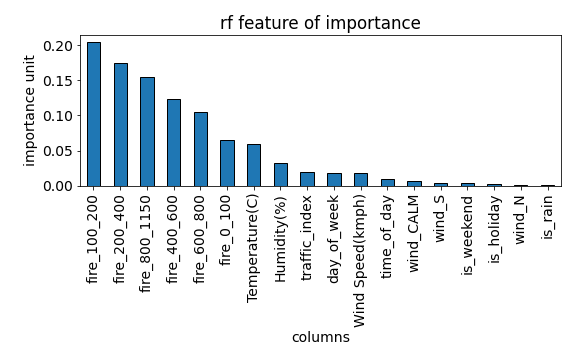 rf feature of importance
importance unit
0.20
0.15
0.10
0.05
0.00
fire_100_200
fire_200_400
fire_800_1150
fire_400_600
fire_600_800
fire_0_100
Temperature(C)
Humidity(%)
traffic_index
day_of_week
Wind Speed(kmph)
time_of_day
wind_CALM
wind_S
is_weekend
is_holiday
wind_N
is_rain
columns